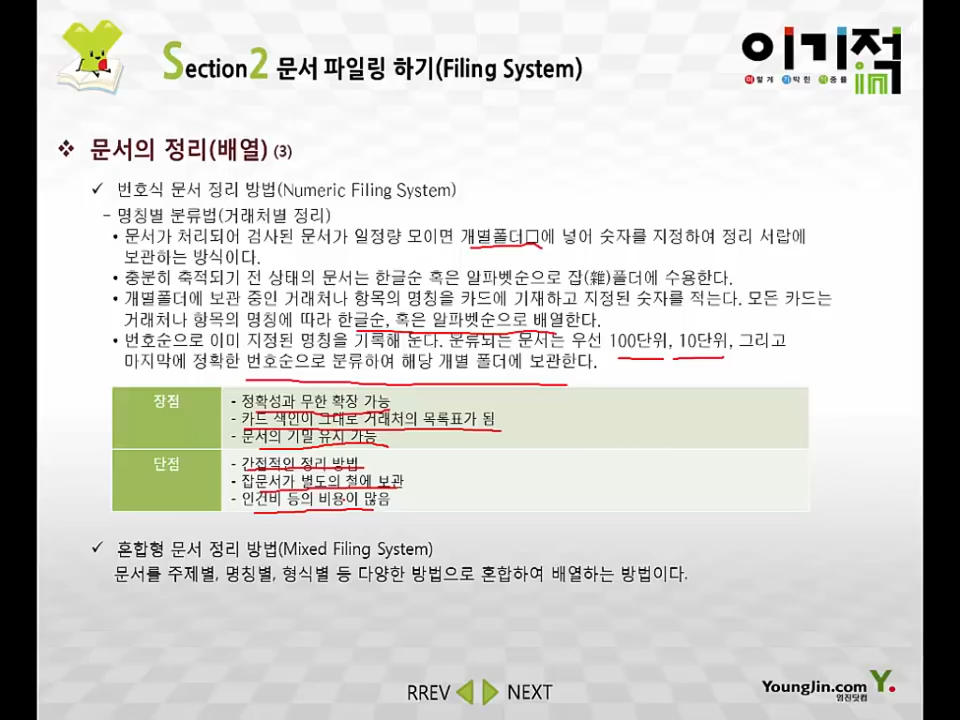 Section2 문서 파일링 하기(Filing System)
이기적in
이렇게 기막힌 적중률
❖ 문서의 정리(배열) (3)
✓ 번호식 문서 정리 방법(Numeric Filing System)
- 명칭별 분류법(거래처별 정리)
• 문서가 처리되어 검사된 문서가 일정량 모이면 개별폴더□에 넣어 숫자를 지정하여 정리 서랍에
보관하는 방식이다.
• 충분히 축적되기 전 상태의 문서는 한글순 혹은 알파벳순으로 잡(雜)폴더에 수용한다.
• 개별폴더에 보관 중인 거래처나 항목의 명칭을 카드에 기재하고 지정된 숫자를 적는다. 모든 카드는
거래처나 항목의 명칭에 따라 한글순, 혹은 알파벳순으로 배열한다.
• 번호순으로 이미 지정된 명칭을 기록해 둔다. 분류되는 문서는 우선 100단위, 10단위, 그리고
마지막에 정확한 번호순으로 분류하여 해당 개별 폴더에 보관한다.
장점
- 정확성과 무한 확장 가능
- 카드 색인이 그대로 거래처의 목록표가 됨
- 문서의 기밀 유지 가능
단점
- 간접적인 정리 방법
- 잡문서가 별도의 철에 보관
- 인건비 등의 비용이 많음
✓ 혼합형 문서 정리 방법(Mixed Filing System)
문서를 주제별, 명칭별, 형식별 등 다양한 방법으로 혼합하여 배열하는 방법이다.
RREV NEXT
YoungJin.com Y.
영진닷컴